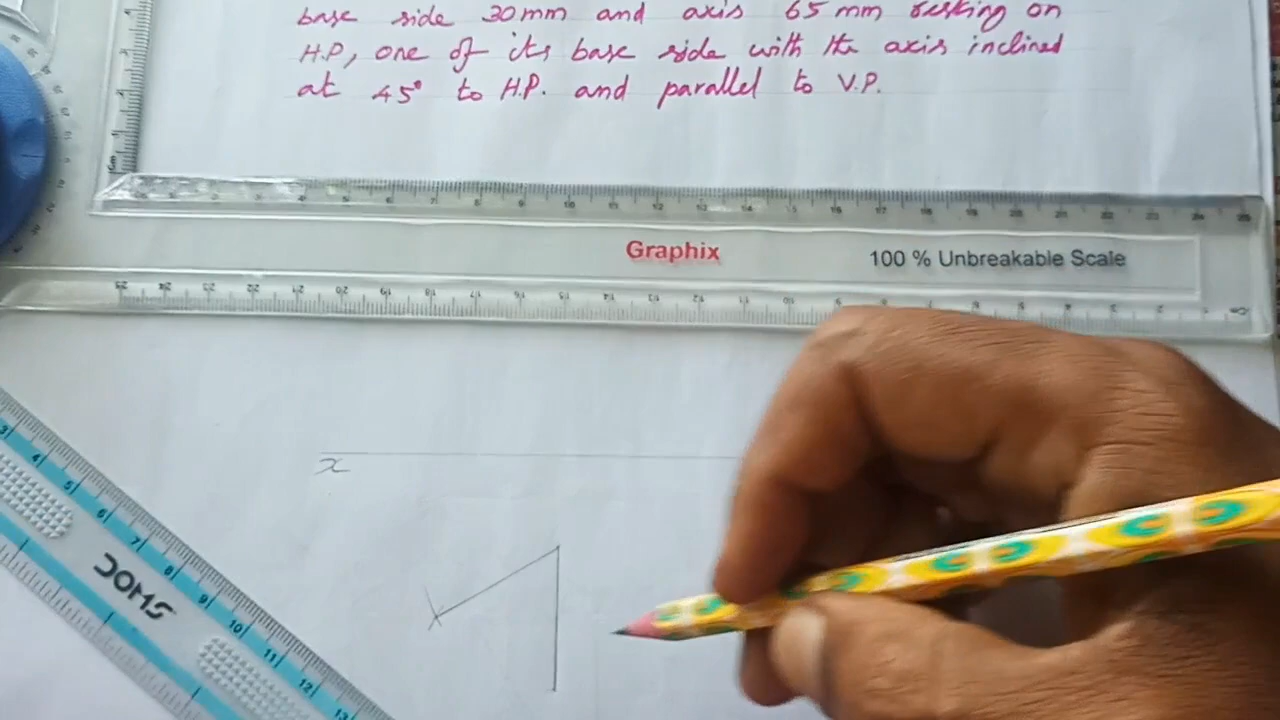 base side 30mm and axis 65mm resting on
H.P, one of its base side with the axis inclined
at 45° to H.P. and parallel to V.P.
Graphix
100 % Unbreakable Scale
x
DOMS